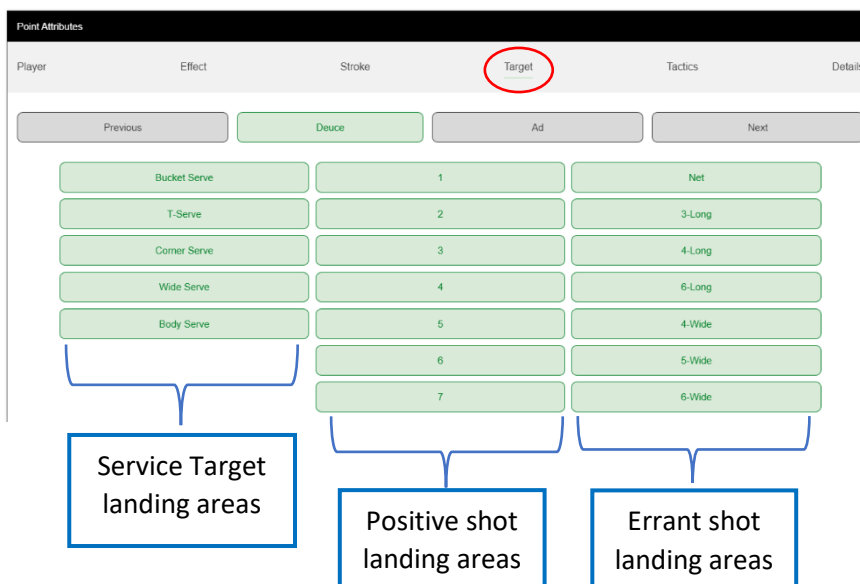 Point Attributes
Player Effect Stroke Target Tactics Details
Previous Deuce Ad Next
Bucket Serve 1 Net
T-Serve 2 3-Long
Corner Serve 3 4-Long
Wide Serve 4 6-Long
Body Serve 5 4-Wide
6 5-Wide
7 6-Wide
Service Target
landing areas
Positive shot
landing areas
Errant shot
landing areas